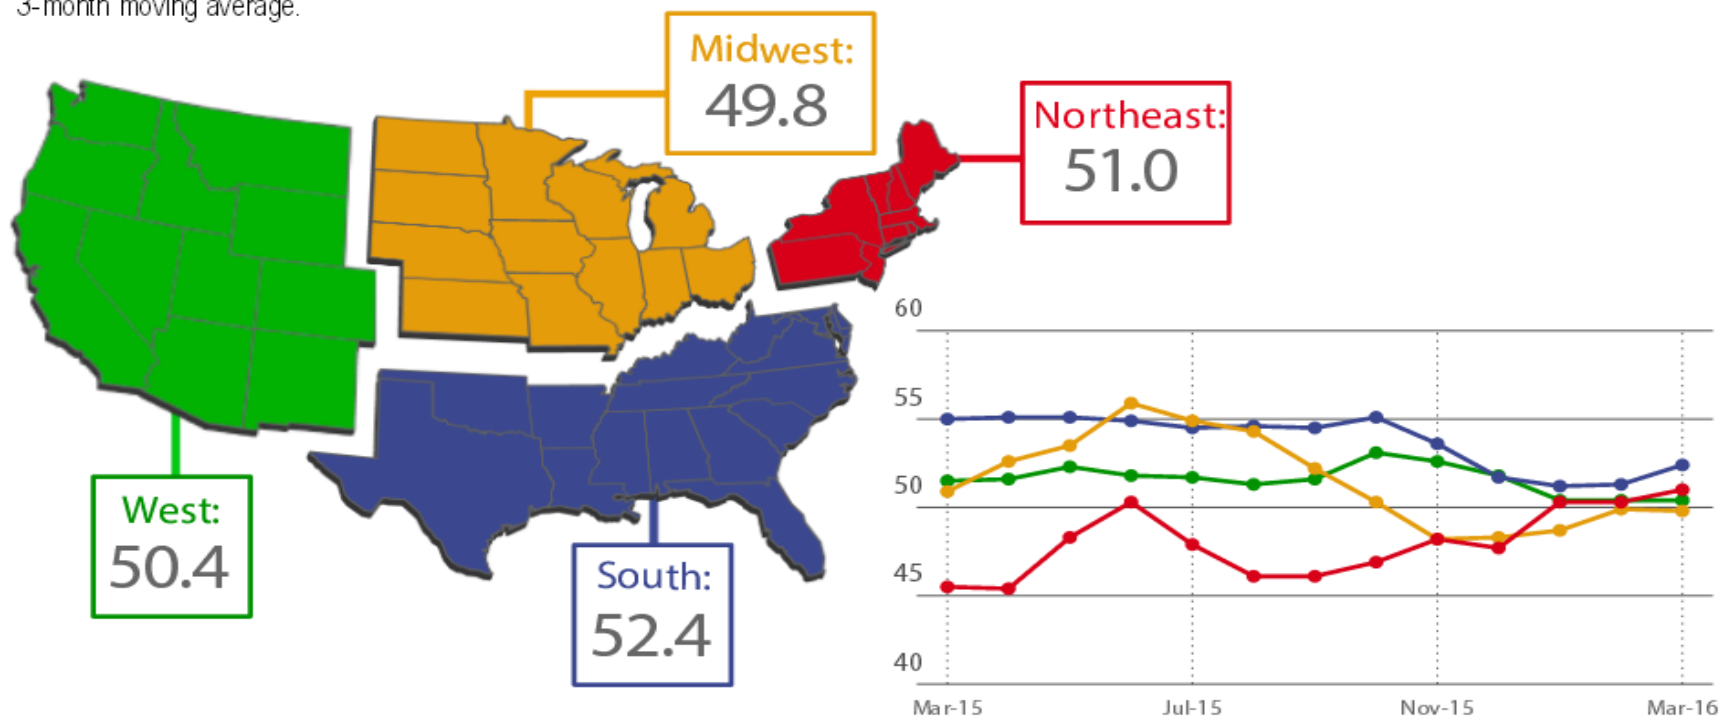 3-month moving average.
Midwest:
49.8
Northeast:
51.0
West:
50.4
South:
52.4
60
55
50
45
40
Mar-15 Jul-15 Nov-15 Mar-16